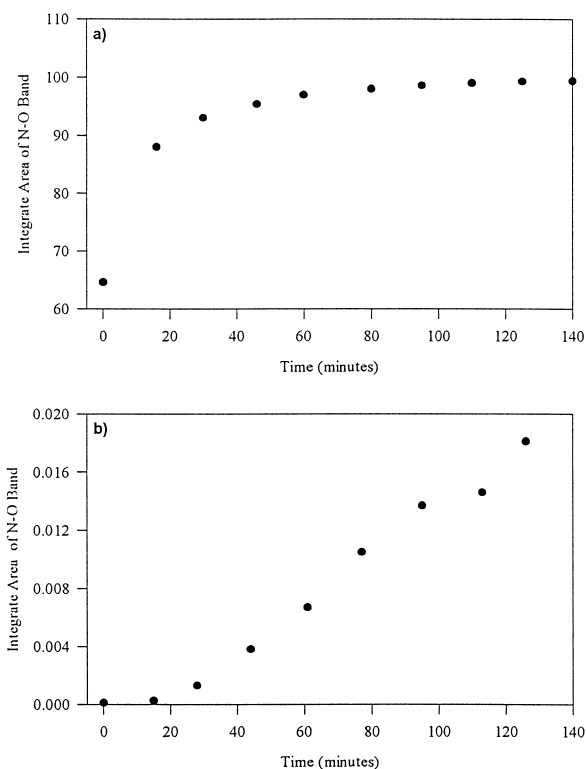 a)
Integrate Area of N-O Band
110
100
90
80
70
60
0 20 40 60 80 100 120 140
Time (minutes)
b)
Integrate Area of N-O Band
0.020
0.016
0.012
0.008
0.004
0.000
0 20 40 60 80 100 120 140
Time (minutes)